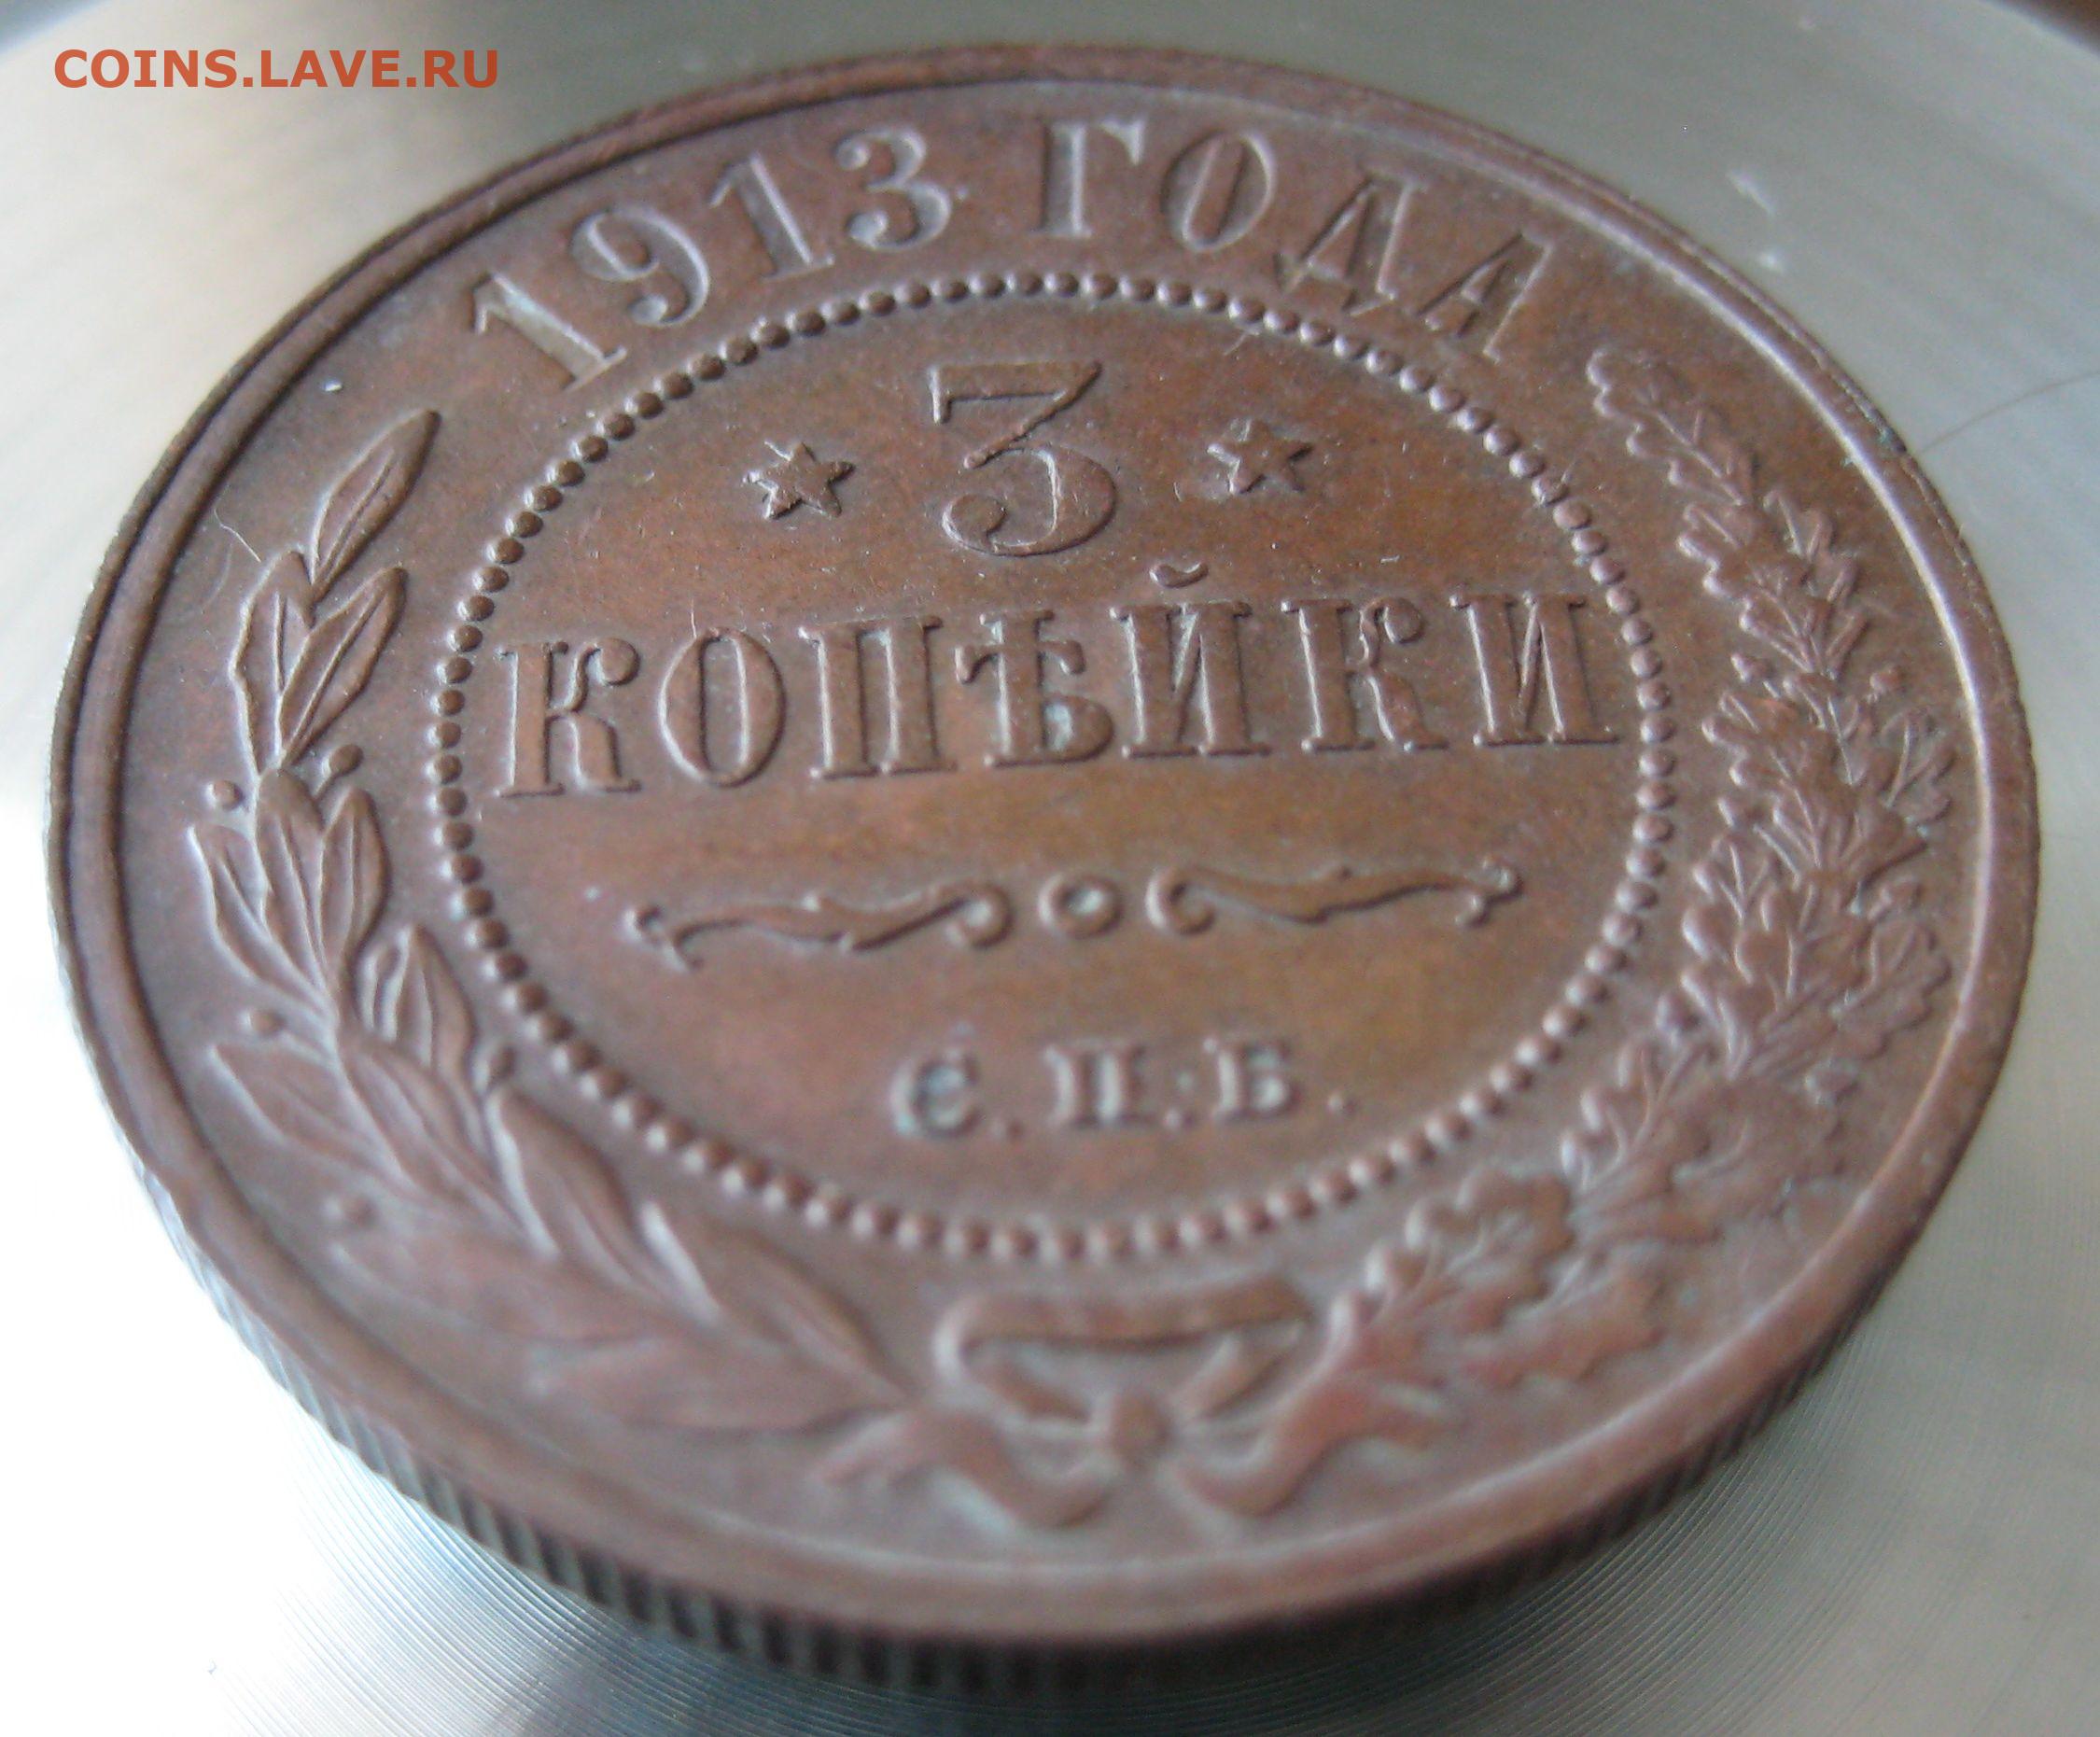 COINS.LAVE.RU
1913 ГОДА
3
КОПѢЙКИ
С.П.Б.